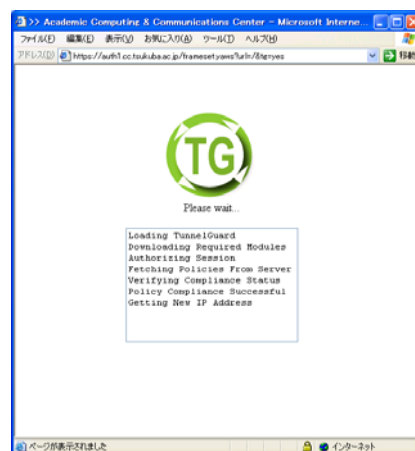 >> Academic Computing & Communications Center - Microsoft Interne...
ファイル(F) 編集(E) 表示(V) お気に入り(A) ツール(T) ヘルプ(H)
アドレス(D) https://auth1.cc.tsukuba.ac.jp/frameset.yaws?url=/&tg=yes 移動
TG
Please wait...
Loading TunnelGuard
Downloading Required Modules
Authorizing Session
Fetching Policies From Server
Verifying Compliance Status
Policy Compliance Successful
Getting New IP Address
ページが表示されました インターネット